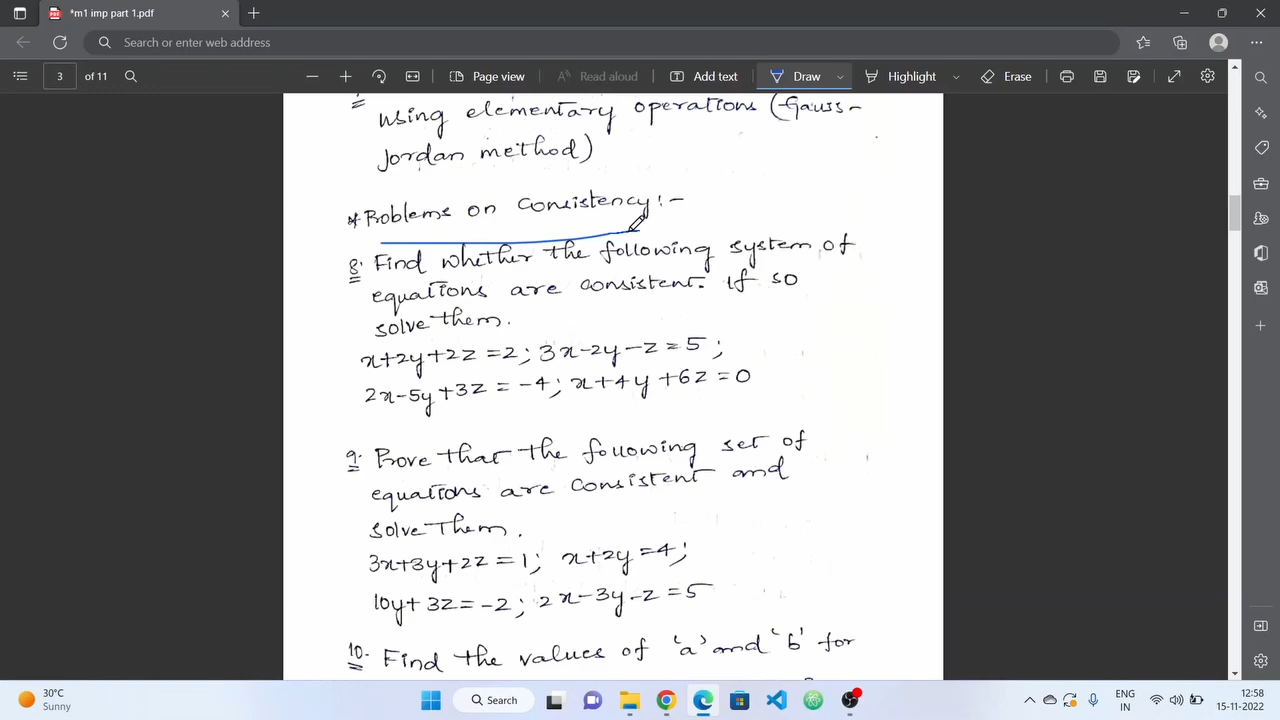 *m1 imp part 1.pdf
Search or enter web address
3 of 11
Page view
Read aloud
Add text
Draw
Highlight
Erase
using elementary operations (Gauss-
Jordan method)
* Problems on Consistency:-
8. Find whether the following system of
equations are consistent. If so
solve them.
x+2y+2z =2; 3x-2y-z=5;
2x-5y+3z = -4; x+4y+6z=0
9. Prove that the following set of
equations are consistent and
solve Them.
3x+3y+2z=1; x+2y=4;
10y+3z=-2; 2x-3y-z=5
10. Find the values of 'a' and 'b' for
30°C
Sunny
Search
ENG
IN
12:58
15-11-2022